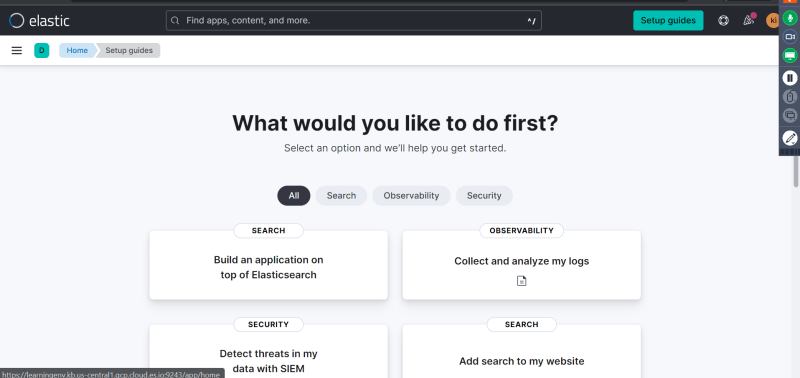 elastic
Find apps, content, and more.
^/
Setup guides
ki
D
Home
Setup guides
What would you like to do first?
Select an option and we'll help you get started.
All
Search
Observability
Security
SEARCH
Build an application on
top of Elasticsearch
OBSERVABILITY
Collect and analyze my logs
SECURITY
Detect threats in my
data with SIEM
SEARCH
Add search to my website
https://learningenv.kb.us-central1.gcp.cloud.es.io:9243/app/home